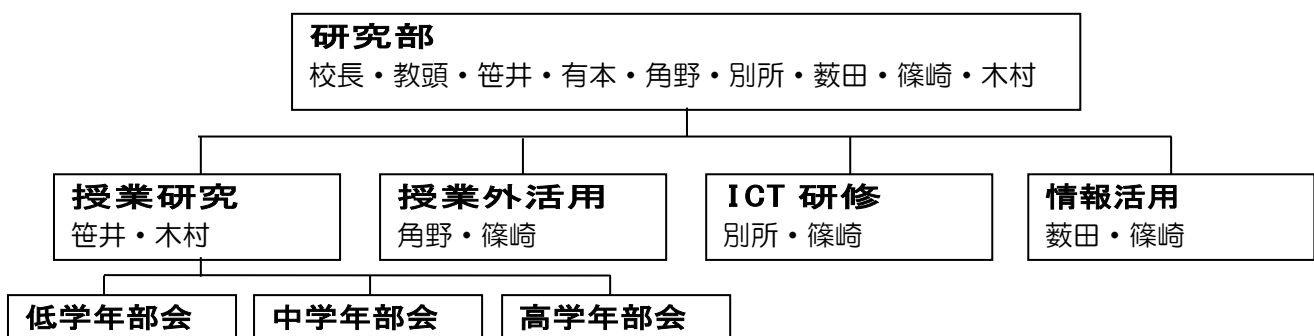 研究部
校長・教頭・笹井・有本・角野・別所・薮田・篠崎・木村
授業研究
笹井・木村
授業外活用
角野・篠崎
ICT 研修
別所・篠崎
情報活用
薮田・篠崎
低学年部会
中学年部会
高学年部会